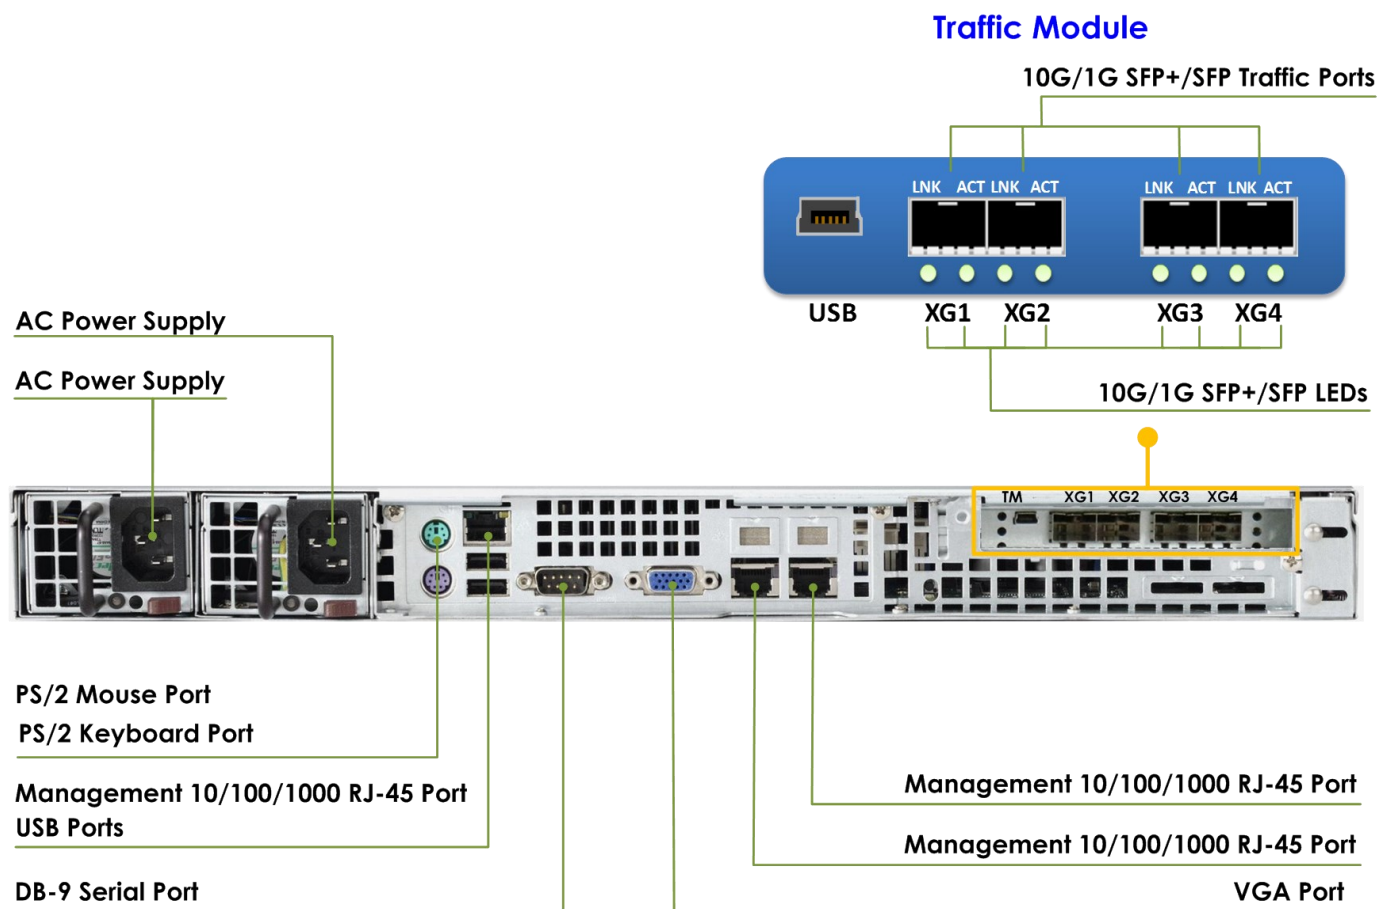 Traffic Module
10G/1G SFP+/SFP Traffic Ports
LNK ACT LNK ACT LNK ACT LNK ACT
USB XG1 XG2 XG3 XG4
10G/1G SFP+/SFP LEDs
AC Power Supply
AC Power Supply
TM XG1 XG2 XG3 XG4
PS/2 Mouse Port
PS/2 Keyboard Port
Management 10/100/1000 RJ-45 Port
USB Ports
Management 10/100/1000 RJ-45 Port
Management 10/100/1000 RJ-45 Port
DB-9 Serial Port
VGA Port